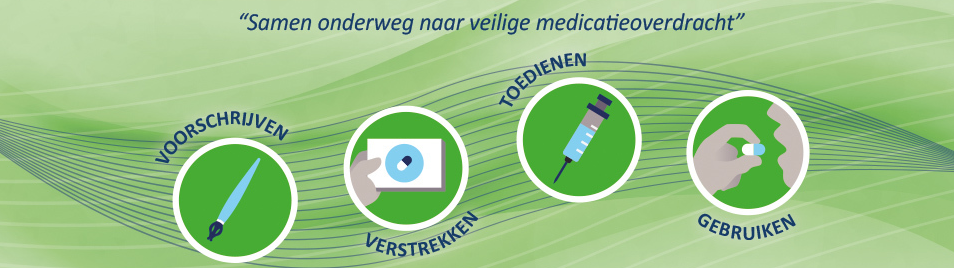 “Samen onderweg naar veilige medicatieoverdracht”
VOORSCHRIJVEN
VERSTREKKEN
TOEDIENEN
GEBRUIKEN